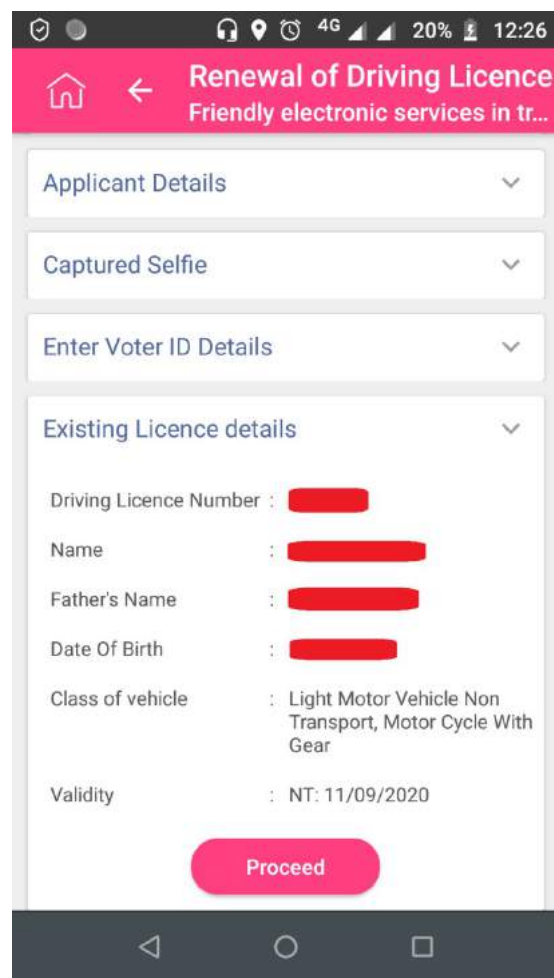 4G 20% 12:26
Renewal of Driving Licence
Friendly electronic services in tr...
Applicant Details
Captured Selfie
Enter Voter ID Details
Existing Licence details
Driving Licence Number :
Name :
Father's Name :
Date Of Birth :
Class of vehicle : Light Motor Vehicle Non
Transport, Motor Cycle With
Gear
Validity : NT: 11/09/2020
Proceed